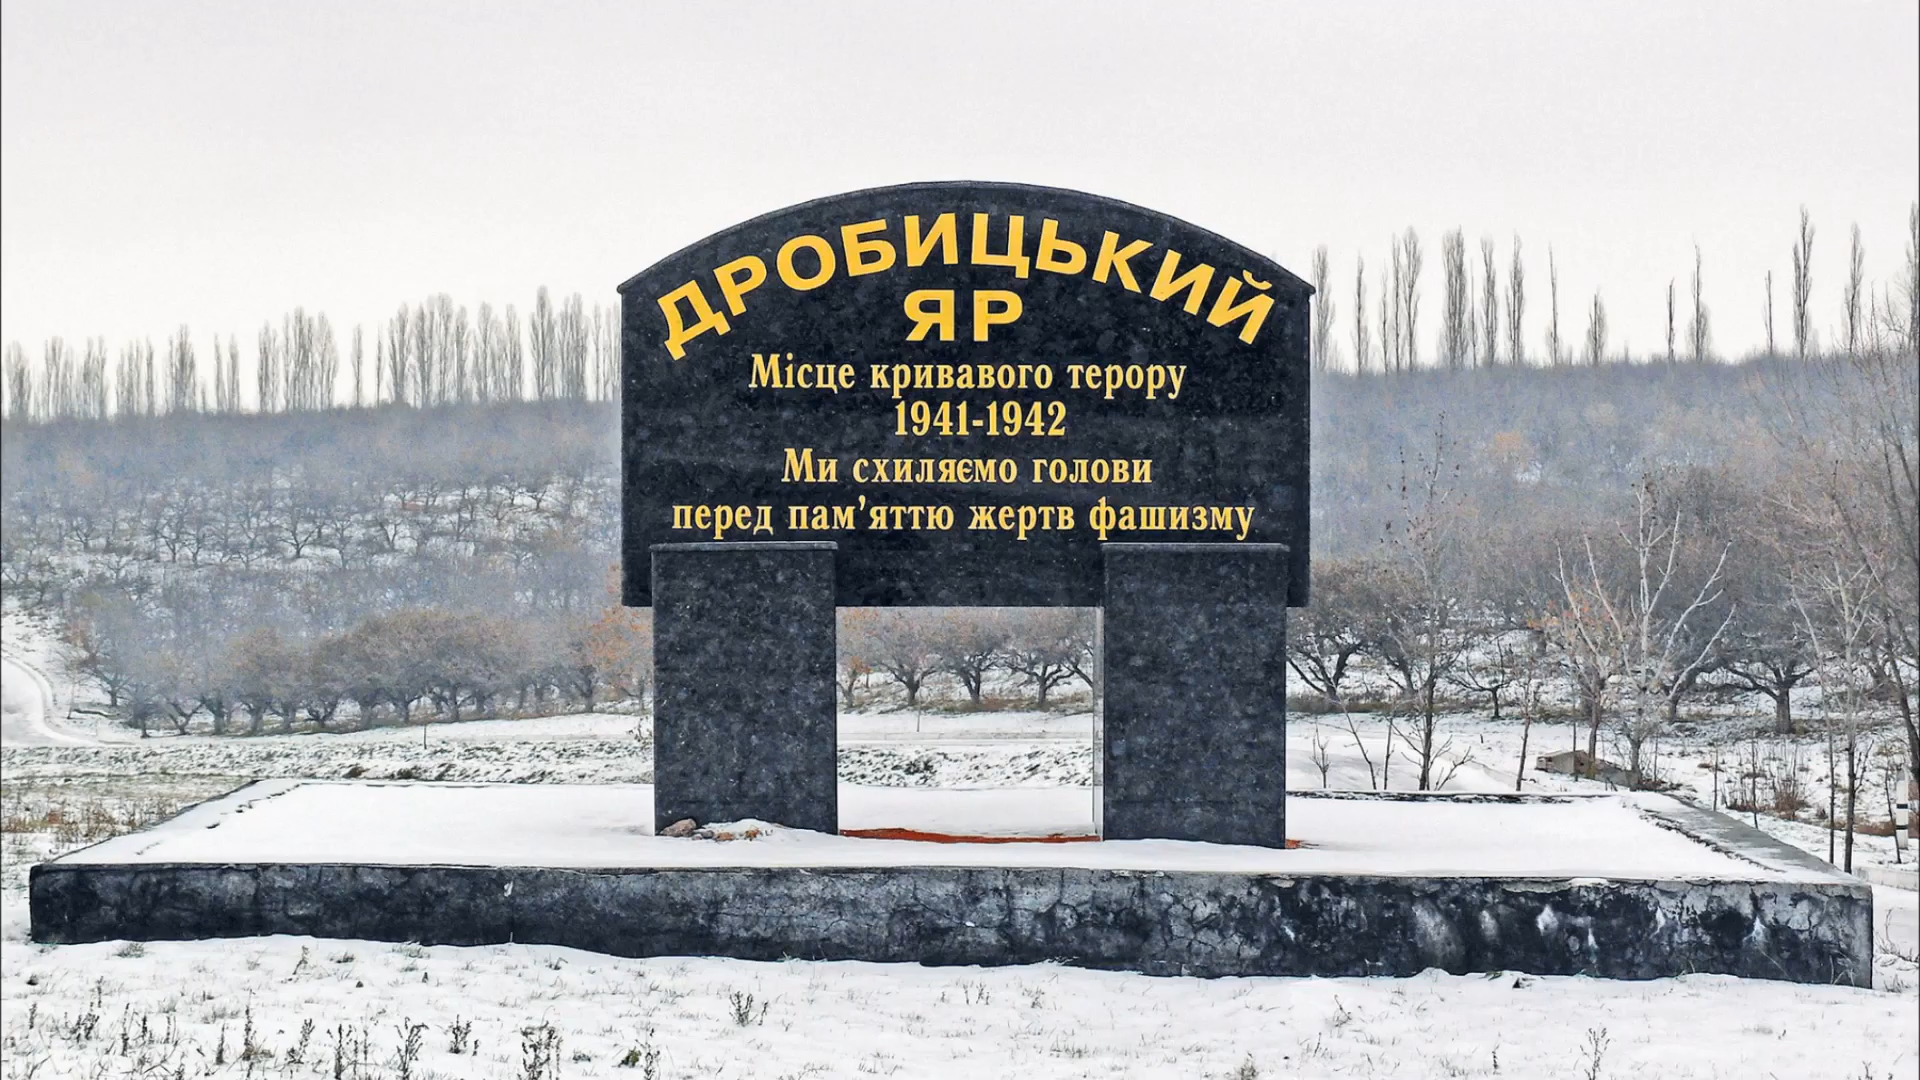 ДРОБИЦЬКИЙ
ЯР
Місце кривавого терору
1941-1942
Ми схиляємо голови
перед пам’яттю жертв фашизму